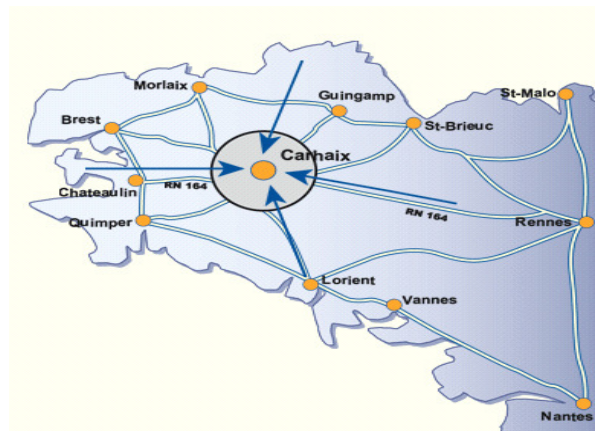 Morlaix
St-Malo
Guingamp
Brest
St-Brieuc
Carhaix
Chateaulin
RN 164
RN 164
Quimper
Rennes
Lorient
Vannes
Nantes